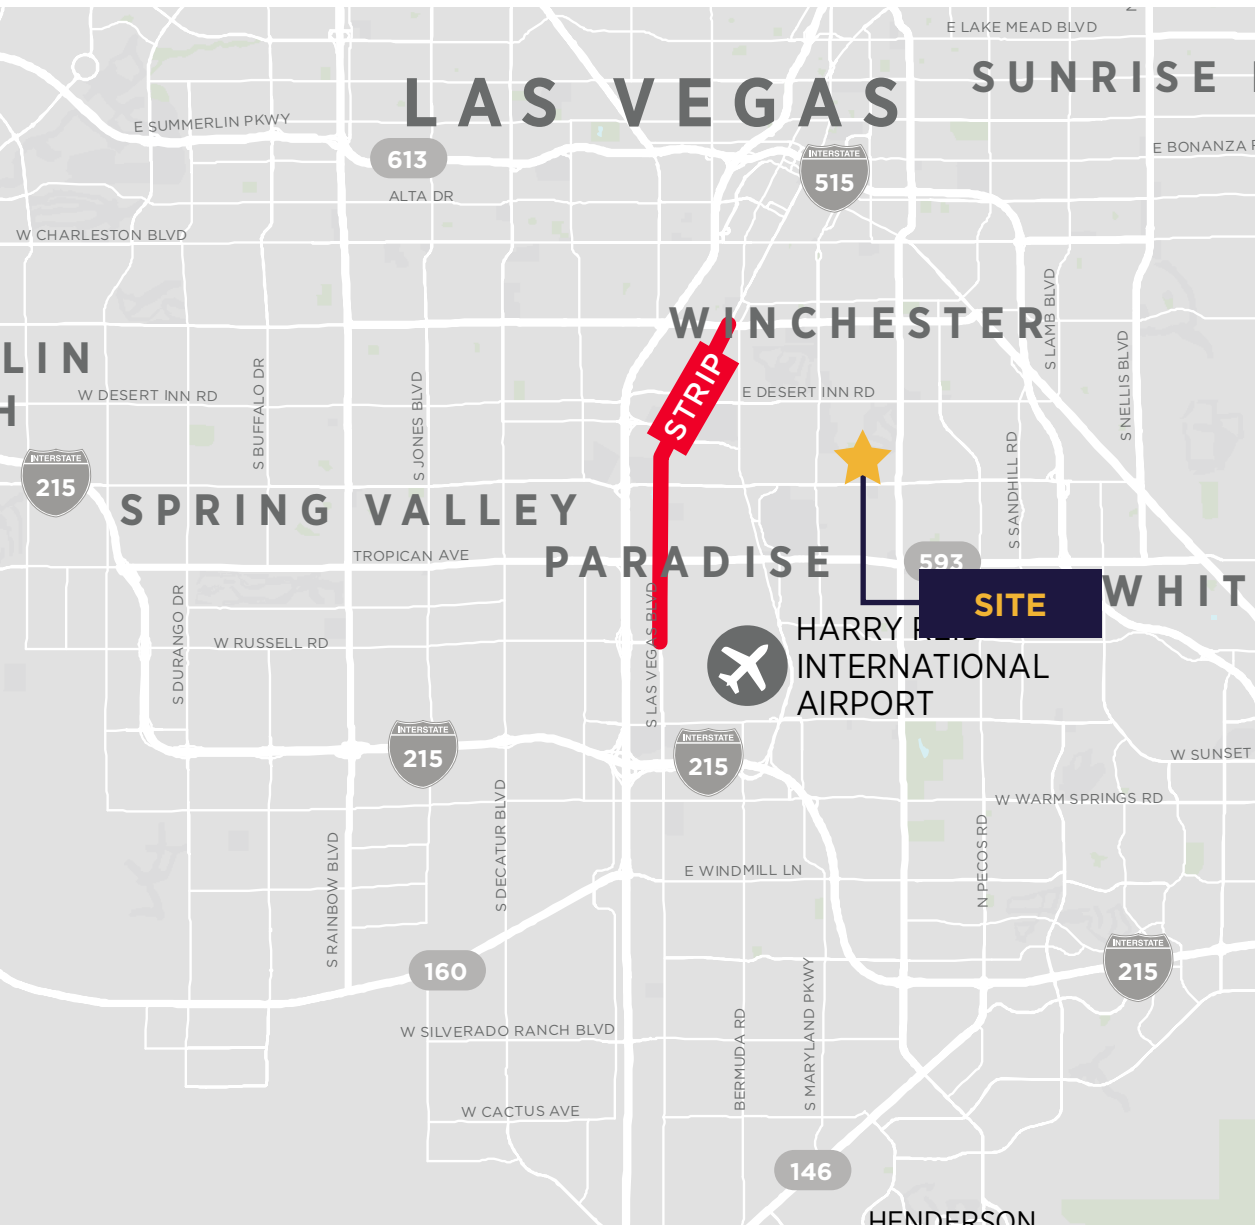 E LAKE MEAD BLVD
SUNRISE
LAS VEGAS
E SUMMERLIN PKWY
613
INTERSTATE
515
E BONANZA
ALTA DR
W CHARLESTON BLVD
WINCHESTER
S LAMB BLVD
LIN
H
W DESERT INN RD
S BUFFALO DR
S JONES BLVD
STRIP
E DESERT INN RD
S NELLIS BLVD
INTERSTATE
215
SPRING VALLEY
S SANDHILL RD
TROPICAN AVE
PARADISE
593
SITE
WHIT
S DURANGO DR
W RUSSELL RD
S LAS VEGAS BLVD
HARRY REID
INTERNATIONAL
AIRPORT
INTERSTATE
215
INTERSTATE
215
W SUNSET
W WARM SPRINGS RD
S RAINBOW BLVD
S DECATUR BLVD
E WINDMILL LN
N PECOS RD
160
INTERSTATE
215
W SILVERADO RANCH BLVD
BERMUDA RD
S MARYLAND PKWY
W CACTUS AVE
146
HENDERSON